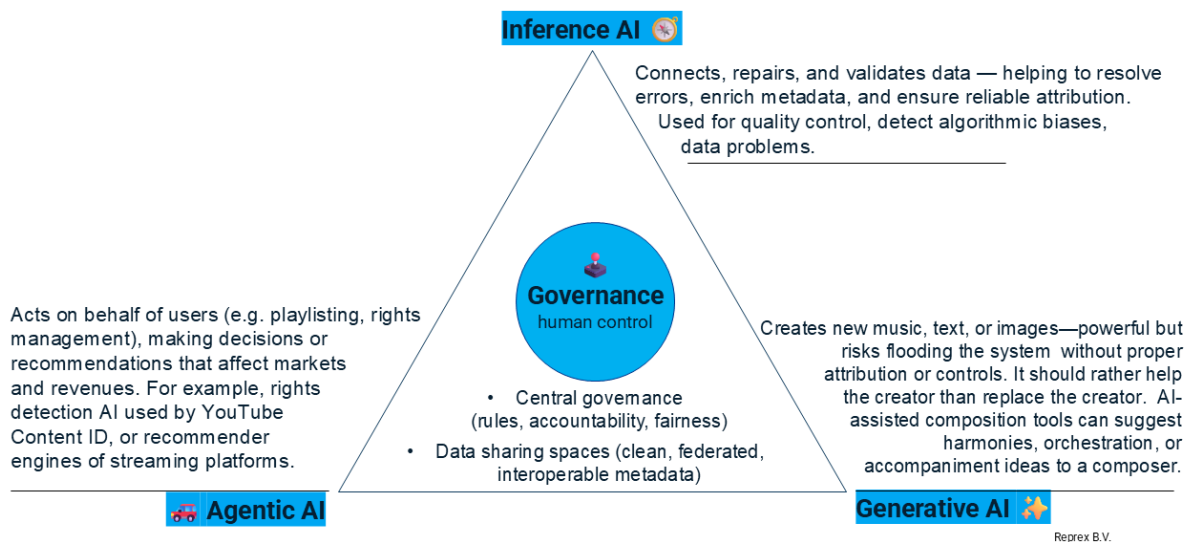 Inference AI 🧭
Connects, repairs, and validates data — helping to resolve
errors, enrich metadata, and ensure reliable attribution.
Used for quality control, detect algorithmic biases,
data problems.
🕹️
Governance
human control
Acts on behalf of users (e.g. playlisting, rights
management), making decisions or
recommendations that affect markets
and revenues. For example, rights
detection AI used by YouTube
Content ID, or recommender
engines of streaming platforms.
Creates new music, text, or images—powerful but
risks flooding the system without proper
attribution or controls. It should rather help
the creator than replace the creator. AI-
assisted composition tools can suggest
harmonies, orchestration, or
accompaniment ideas to a composer.
• Central governance
(rules, accountability, fairness)
• Data sharing spaces (clean, federated,
interoperable metadata)
🚗 Agentic AI
Generative AI ✨
Reprex B.V.